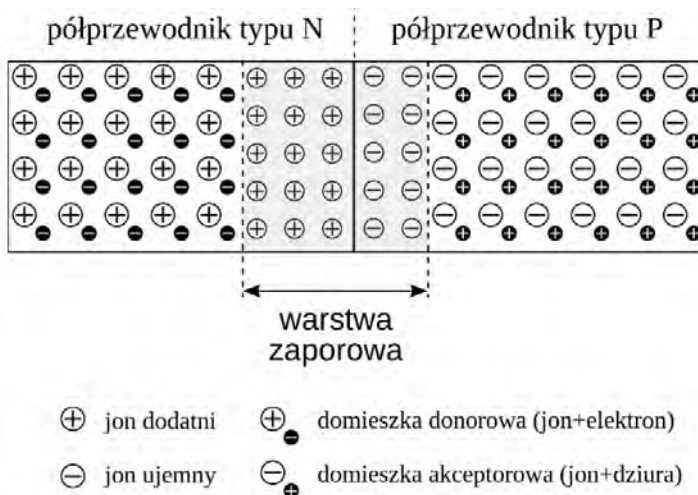 półprzewodnik typu N
półprzewodnik typu P
warstwa
zaporowa
jon dodatni
domieszka donorowa (jon+elektron)
jon ujemny
domieszka akceptorowa (jon+dziura)